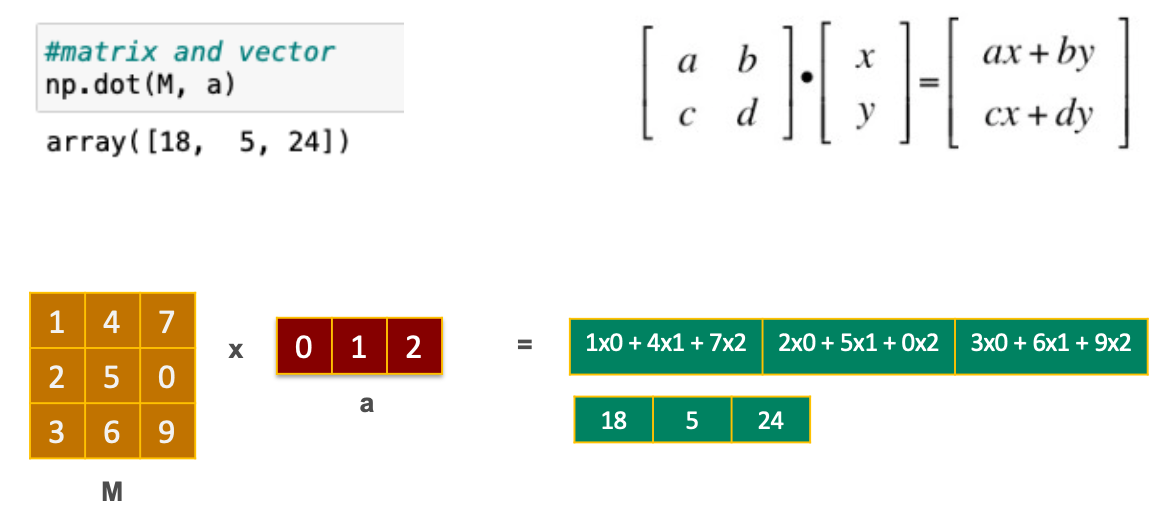 #matrix and vector
np.dot(M, a)
array([18,  5, 24])
a b
c d
•
x
y
=
ax + by
cx + dy
1 4 7
2 5 0
3 6 9
M
x
0 1 2
a
=
1x0 + 4x1 + 7x2 2x0 + 5x1 + 0x2 3x0 + 6x1 + 9x2
18 5 24